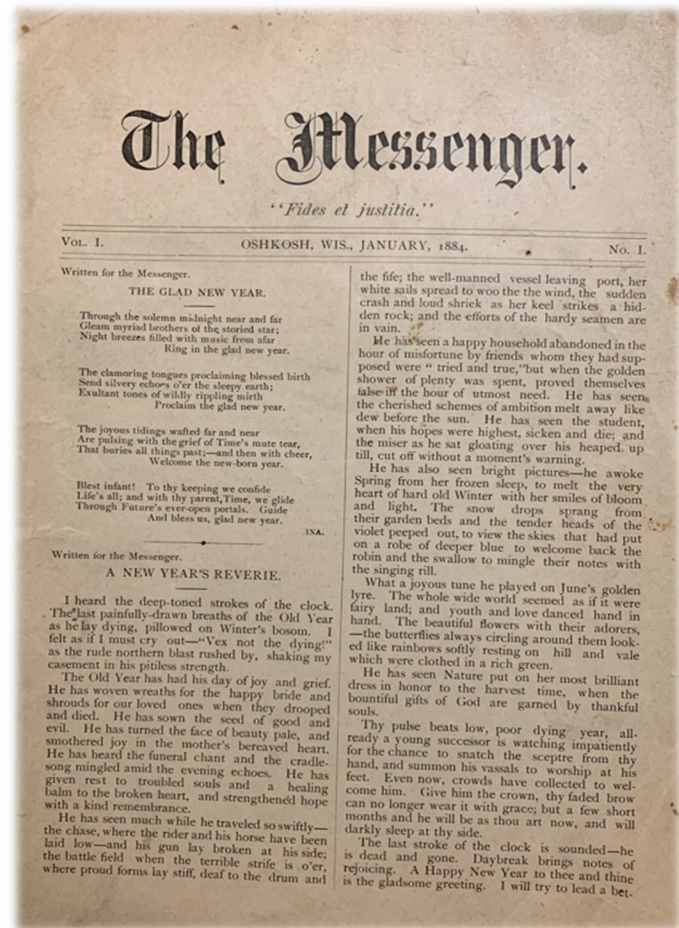 The Messenger.
"Fides et justitia."
VOL. I.
OSHKOSH, WIS., JANUARY, 1884.
No. I.
Written for the Messenger.
THE GLAD NEW YEAR.
Through the solemn midnight near and far
Gleam myriad brothers of the storied star;
Night breezes filled with music from afar
Ring in the glad new year.
The clamoring tongues proclaiming blessed birth
Send silvery echoes o'er the sleepy earth;
Exultant tones of wildly rippling mirth
Proclaim the glad new year.
The joyous tidings wafted far and near
Are pulsing with the grief of Time's mute tear,
That buries all things past;—and then with cheer,
Welcome the new-born year.
Blest infant! To thy keeping we confide
Life's all; and with thy parent, Time, we glide
Through Future's ever-open portals. Guide
And bless us, glad new year.
INA.
Written for the Messenger.
A NEW YEAR'S REVERIE.
I heard the deep-toned strokes of the clock.
The last painfully-drawn breaths of the Old Year
as he lay dying, pillowed on Winter's bosom. I
felt as if I must cry out—"Vex not the dying!"
as the rude northern blast rushed by, shaking my
casement in his pitiless strength.
The Old Year has had his day of joy and grief.
He has woven wreaths for the happy bride and
shrouds for our loved ones when they drooped
and died. He has sown the seed of good and
evil. He has turned the face of beauty pale, and
smothered joy in the mother's bereaved heart.
He has heard the funeral chant and the cradle-
song mingled amid the evening echoes. He has
given rest to troubled souls and a healing
balm to the broken heart, and strengthened hope
with a kind remembrance.
He has seen much while he traveled so swiftly—
the chase, where the rider and his horse have been
laid low—and his gun lay broken at his side;
the battle field when the terrible strife is o'er,
where proud forms lay stiff, deaf to the drum and
the fife; the well-manned vessel leaving port, her
white sails spread to woo the the wind, the sudden
crash and loud shriek as her keel strikes a hid-
den rock; and the efforts of the hardy seamen are
in vain.
He has seen a happy household abandoned in the
hour of misfortune by friends whom they had sup-
posed were " tried and true," but when the golden
shower of plenty was spent, proved themselves
false in the hour of utmost need. He has seen
the cherished schemes of ambition melt away like
dew before the sun. He has seen the student,
when his hopes were highest, sicken and die; and
the miser as he sat gloating over his heaped up
till, cut off without a moment's warning.
He has also seen bright pictures—he awoke
Spring from her frozen sleep, to melt the very
heart of hard old Winter with her smiles of bloom
and light. The snow drops sprang from
their garden beds and the tender heads of the
violet peeped out, to view the skies that had put
on a robe of deeper blue to welcome back the
robin and the swallow to mingle their notes with
the singing rill.
What a joyous tune he played on June's golden
lyre. The whole wide world seemed as if it were
fairy land; and youth and love danced hand in
hand. The beautiful flowers with their adorers,
—the butterflies always circling around them look-
ed like rainbows softly resting on hill and vale
which were clothed in a rich green.
He has seen Nature put on her most brilliant
dress in honor to the harvest time, when the
bountiful gifts of God are garned by thankful
souls.
Thy pulse beats low, poor dying year, all-
ready a young successor is watching impatiently
for the chance to snatch the sceptre from thy
hand, and summon his vassals to worship at his
feet. Even now, crowds have collected to wel-
come him. Give him the crown, thy faded brow
can no longer wear it with grace; but a few short
months and he will be as thou art now, and will
darkly sleep at thy side.
The last stroke of the clock is sounded—he
is dead and gone. Daybreak brings notes of
rejoicing. A Happy New Year to thee and thine
is the gladsome greeting. I will try to lead a bet-